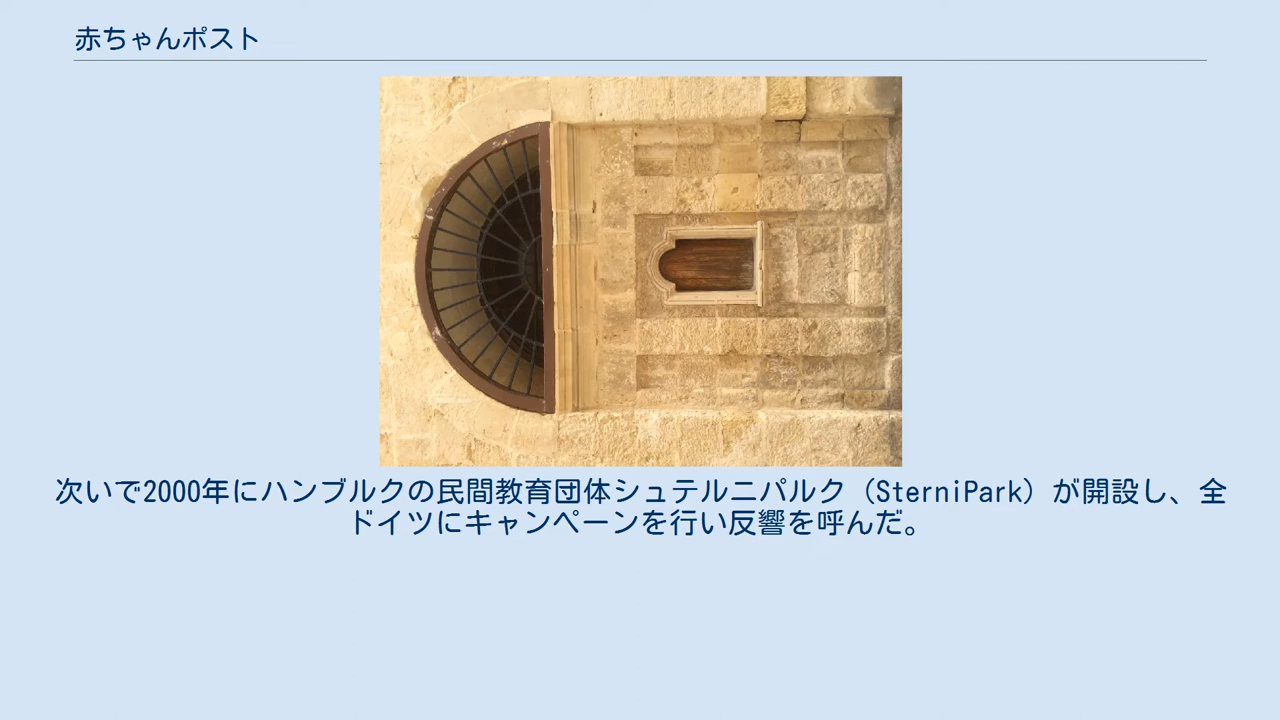 赤ちゃんポスト
次いで2000年にハンブルクの民間教育団体シュテルニパルク（SterniPark）が開設し、全
ドイツにキャンペーンを行い反響を呼んだ。